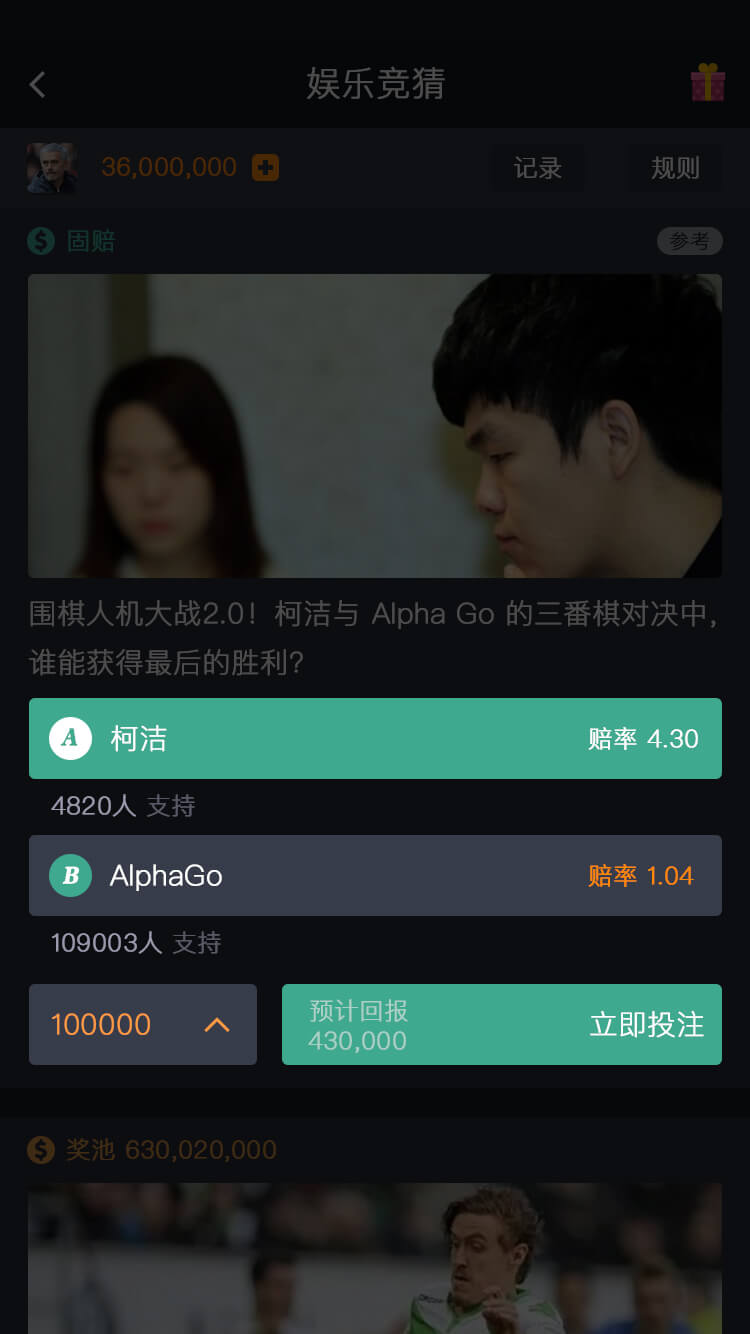 娱乐竞猜
36,000,000
记录
规则
固赔
参考
围棋人机大战2.0！柯洁与 Alpha Go 的三番棋对决中,
谁能获得最后的胜利?
A 柯洁 赔率 4.30
4820人 支持
B AlphaGo 赔率 1.04
109003人 支持
100000
预计回报
430,000
立即投注
奖池 630,020,000